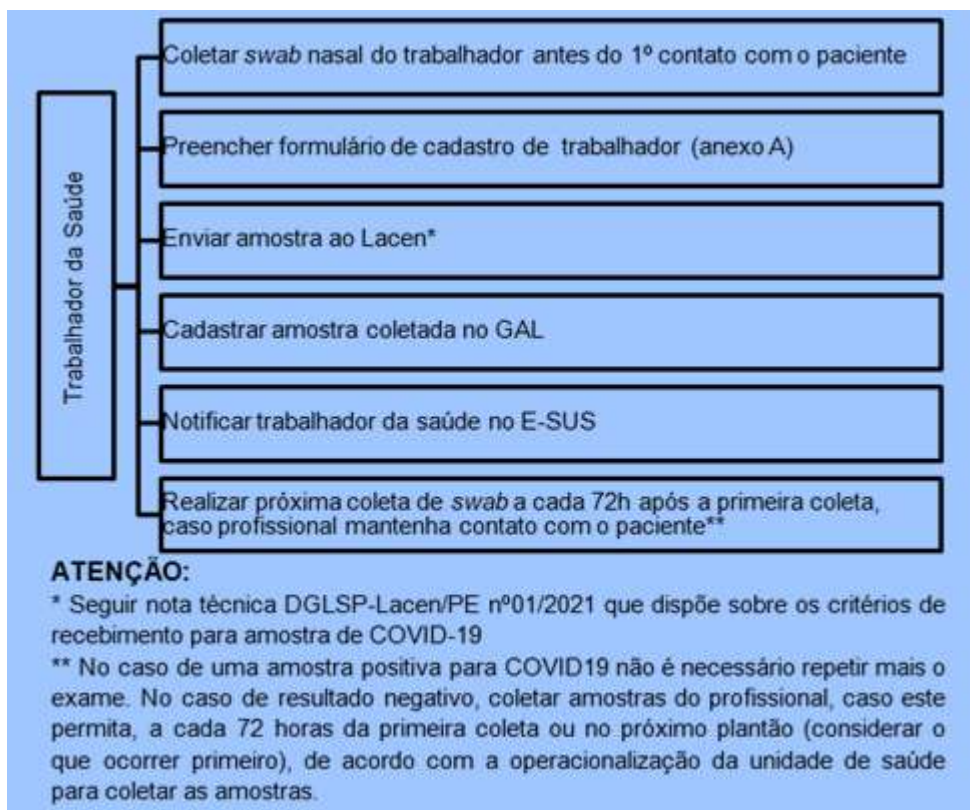 Trabalhador da Saúde
Coletar swab nasal do trabalhador antes do 1º contato com o paciente
Preencher formulário de cadastro de trabalhador (anexo A)
Enviar amostra ao Lacen*
Cadastrar amostra coletada no GAL
Notificar trabalhador da saúde no E-SUS
Realizar próxima coleta de swab a cada 72h após a primeira coleta,
caso profissional mantenha contato com o paciente**
ATENÇÃO:
* Seguir nota técnica DGLSP-Lacen/PE nº01/2021 que dispõe sobre os critérios de
recebimento para amostra de COVID-19
** No caso de uma amostra positiva para COVID19 não é necessário repetir mais o
exame. No caso de resultado negativo, coletar amostras do profissional, caso este
permita, a cada 72 horas da primeira coleta ou no próximo plantão (considerar o
que ocorrer primeiro), de acordo com a operacionalização da unidade de saúde
para coletar as amostras.